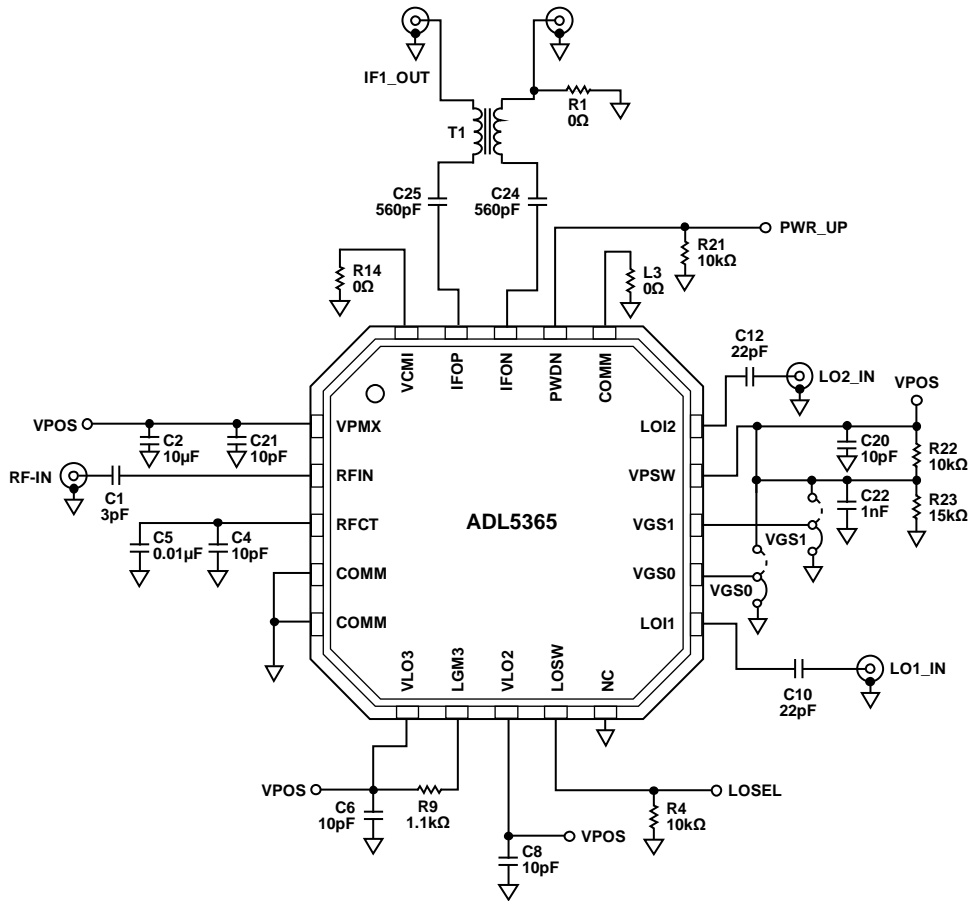 IF1_OUT
R1
0Ω
T1
C25
560pF
C24
560pF
PWR_UP
R21
10kΩ
R14
0Ω
L3
0Ω
C12
22pF
LO2_IN
VPOS
VCMI
IFOP
IFON
PWDN
COMM
VPOS
C2
10µF
C21
10pF
VPMX
LOI2
C20
10pF
R22
10kΩ
RF-IN
C1
3pF
RFIN
VPSW
C22
1nF
R23
15kΩ
ADL5365
C5
0.01µF
C4
10pF
RFCT
VGS1
VGS1
COMM
VGS0
VGS0
COMM
LOI1
VLO3
LGM3
VLO2
LOSW
NC
LO1_IN
C10
22pF
VPOS
C6
10pF
R9
1.1kΩ
LOSEL
R4
10kΩ
VPOS
C8
10pF